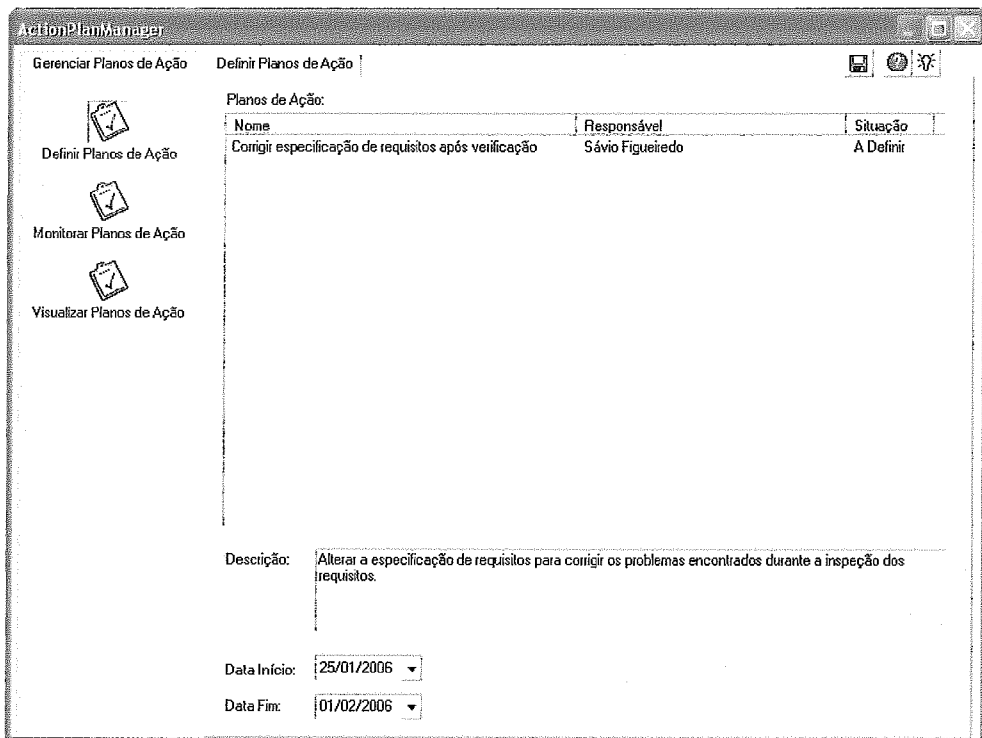 ActionPlanManager
Gerenciar Planos de Ação
Definir Planos de Ação
Definir Planos de Ação
Monitorar Planos de Ação
Visualizar Planos de Ação
Planos de Ação:
Nome Responsável Situação
Corrigir especificação de requisitos após verificação Sávio Figueiredo A Definir
Descrição: Alterar a especificação de requisitos para corrigir os problemas encontrados durante a inspeção dos
requisitos.
Data Início: 25/01/2006
Data Fim: 01/02/2006